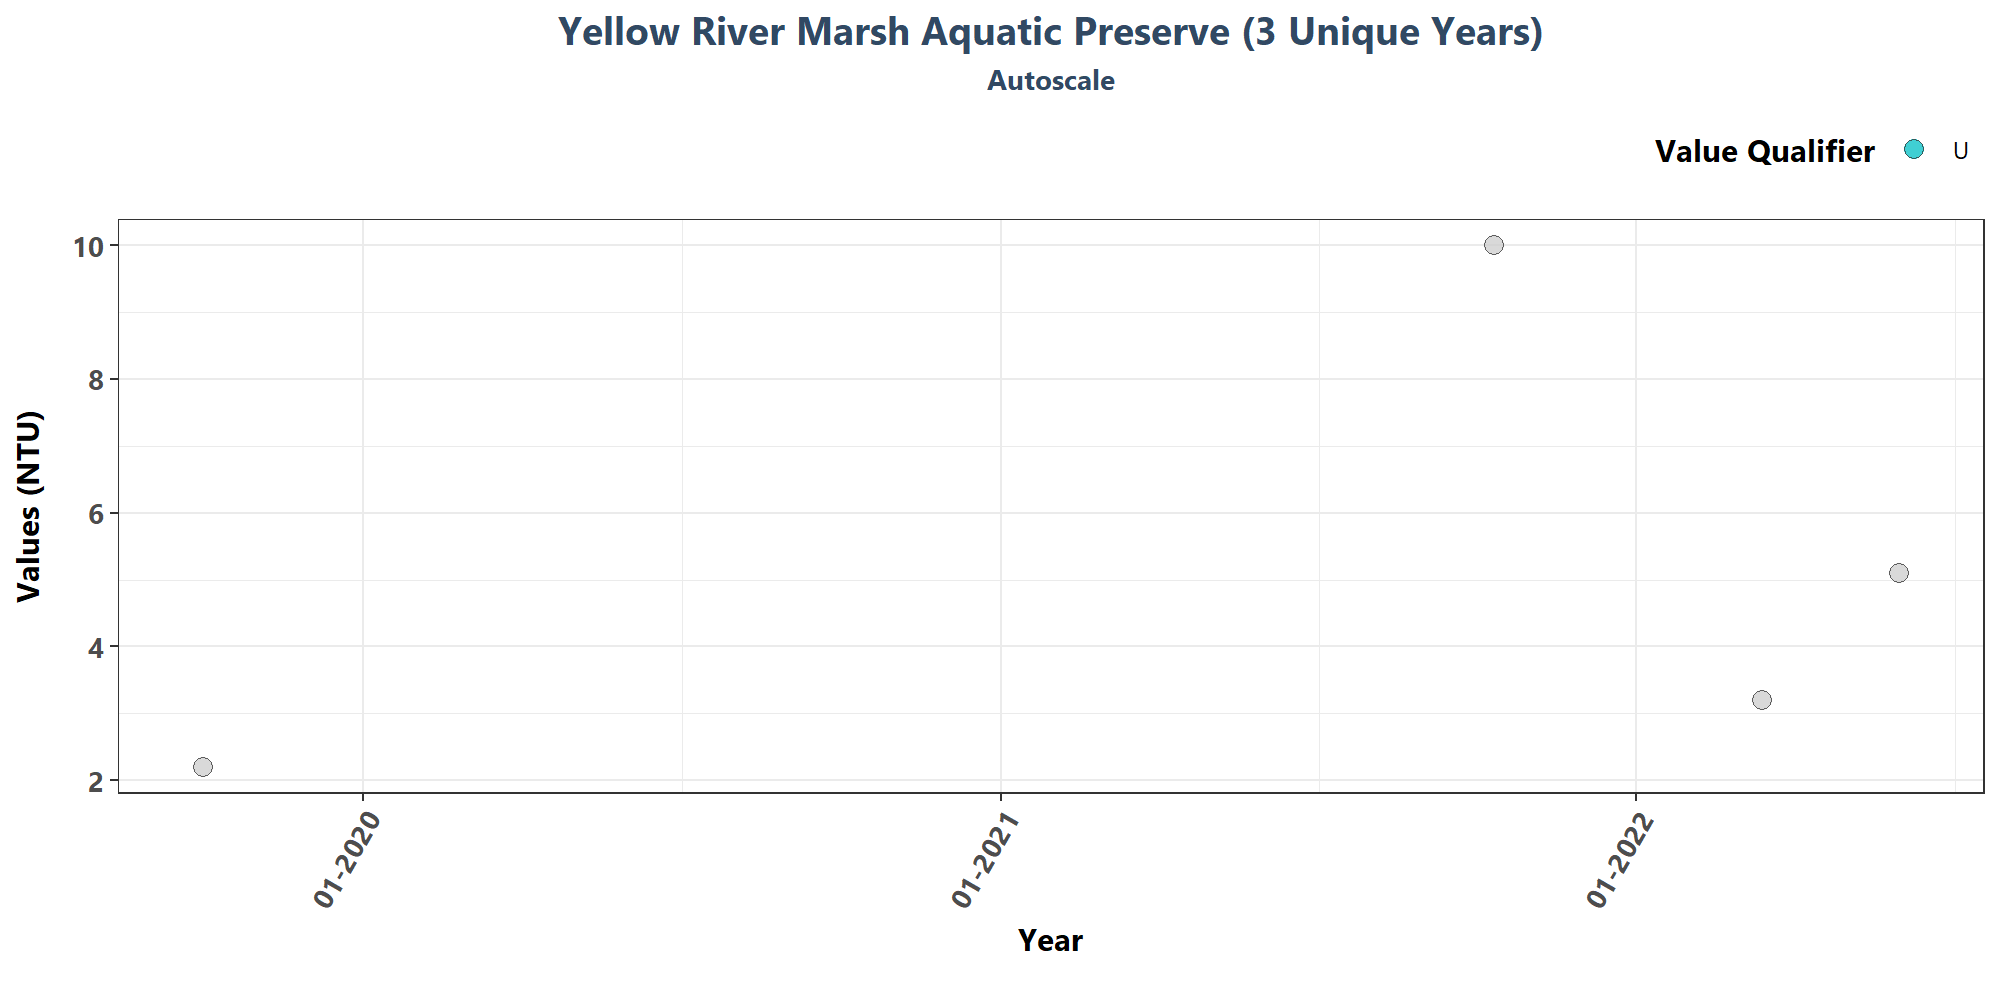 Yellow River Marsh Aquatic Preserve (3 Unique Years)
Autoscale
Value Qualifier U
10
8
6
4
2
Values (NTU)
01-2020
01-2021
01-2022
Year